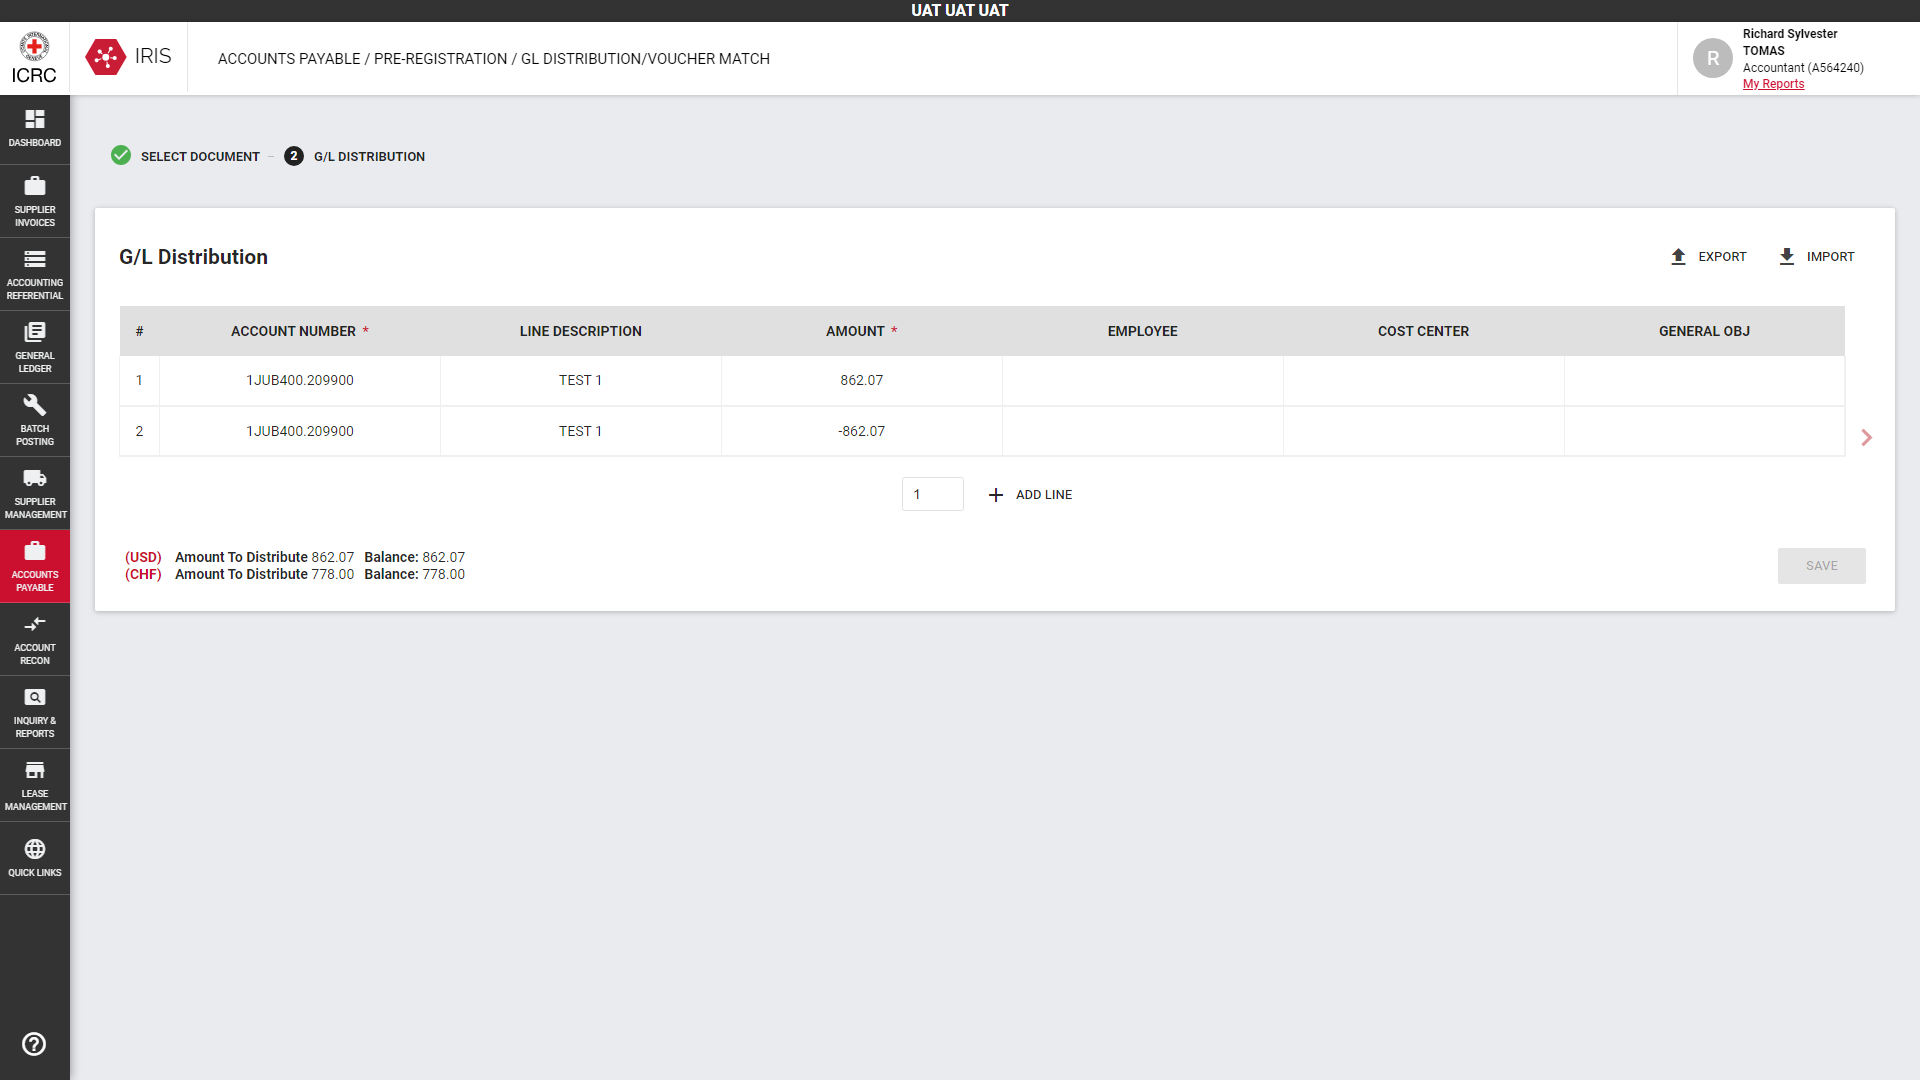 UAT UAT UAT
ICRC
IRIS
ACCOUNTS PAYABLE / PRE-REGISTRATION / GL DISTRIBUTION/VOUCHER MATCH
R
Richard Sylvester
TOMAS
Accountant (A564240)
My Reports
DASHBOARD
SUPPLIER
INVOICES
ACCOUNTING
REFERENTIAL
GENERAL
LEDGER
BATCH
POSTING
SUPPLIER
MANAGEMENT
ACCOUNTS
PAYABLE
ACCOUNT
RECON
INQUIRY &
REPORTS
LEASE
MANAGEMENT
QUICK LINKS
SELECT DOCUMENT – 2 G/L DISTRIBUTION
G/L Distribution
EXPORT IMPORT
# ACCOUNT NUMBER * LINE DESCRIPTION AMOUNT * EMPLOYEE COST CENTER GENERAL OBJ
1 1JUB400.209900 TEST 1 862.07
2 1JUB400.209900 TEST 1 -862.07
1 + ADD LINE
(USD) Amount To Distribute 862.07 Balance: 862.07
(CHF) Amount To Distribute 778.00 Balance: 778.00
SAVE